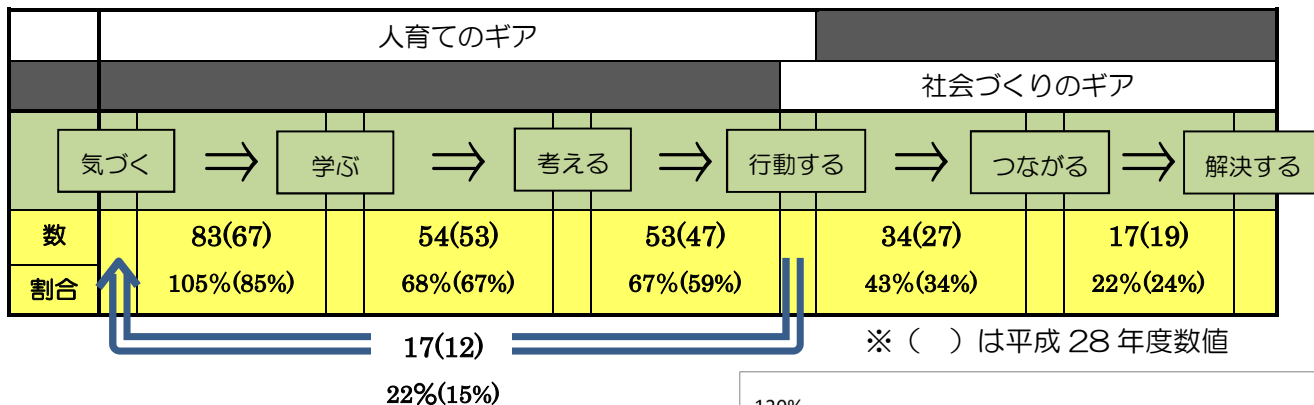 人育てのギア
社会づくりのギア
気づく ⇒ 学ぶ ⇒ 考える ⇒ 行動する ⇒ つながる ⇒ 解決する
数 83(67) 54(53) 53(47) 34(27) 17(19)
割合 105%(85%) 68%(67%) 67%(59%) 43%(34%) 22%(24%)
17(12)
※（　）は平成 28 年度数値
22%(15%)